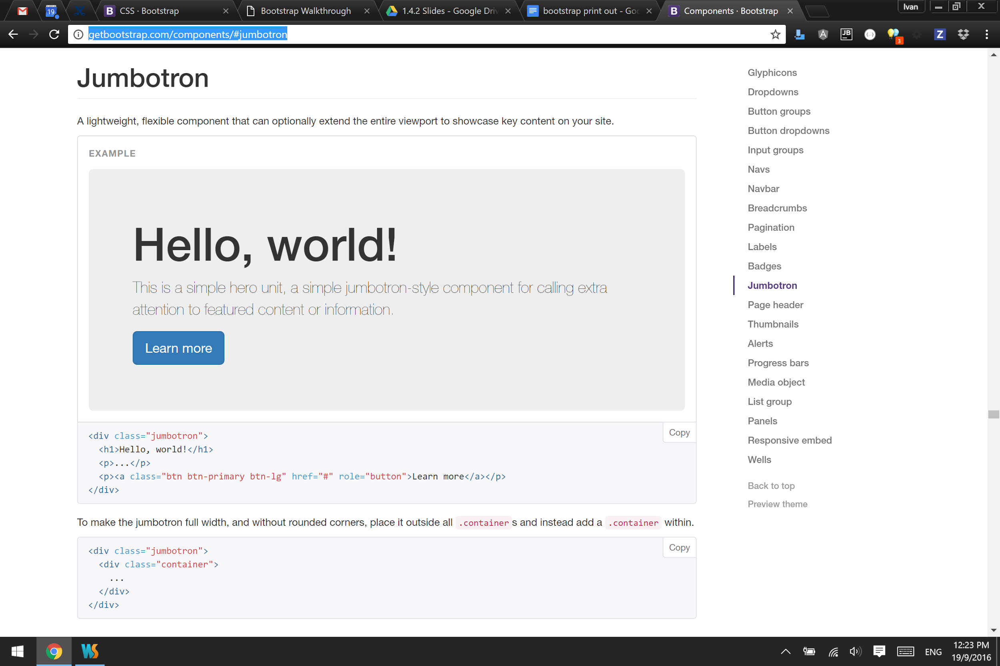 19
CSS · Bootstrap
Bootstrap Walkthrough
1.4.2 Slides - Google Driv
bootstrap print out - Goo
Components · Bootstrap
Ivan
getbootstrap.com/components/#jumbotron
JB
3
Z
Jumbotron
A lightweight, flexible component that can optionally extend the entire viewport to showcase key content on your site.
EXAMPLE
Hello, world!
This is a simple hero unit, a simple jumbotron-style component for calling extra
attention to featured content or information.
Learn more
Copy
<div class="jumbotron">
  <h1>Hello, world!</h1>
  <p>...</p>
  <p><a class="btn btn-primary btn-lg" href="#" role="button">Learn more</a></p>
</div>
To make the jumbotron full width, and without rounded corners, place it outside all .container s and instead add a .container within.
Copy
<div class="jumbotron">
  <div class="container">
    ...
  </div>
</div>
Glyphicons
Dropdowns
Button groups
Button dropdowns
Input groups
Navs
Navbar
Breadcrumbs
Pagination
Labels
Badges
Jumbotron
Page header
Thumbnails
Alerts
Progress bars
Media object
List group
Panels
Responsive embed
Wells
Back to top
Preview theme
WS
ENG
12:23 PM
19/9/2016